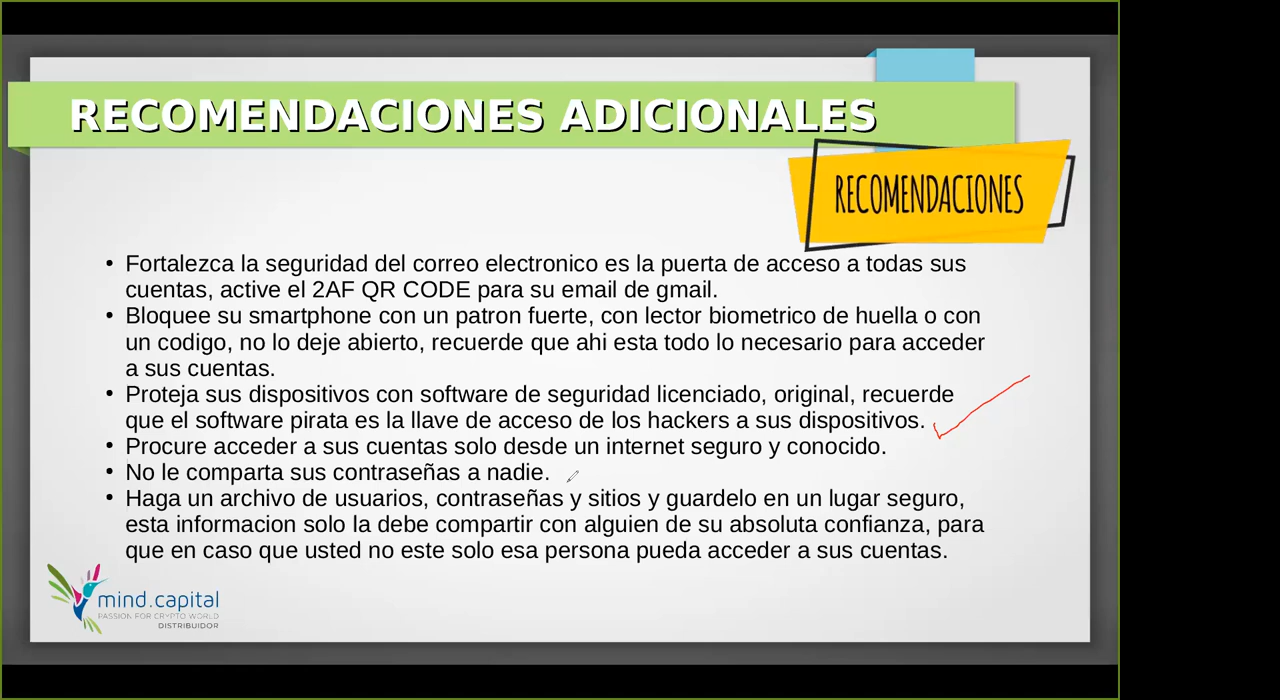 RECOMENDACIONES ADICIONALES
RECOMENDACIONES
• Fortalezca la seguridad del correo electronico es la puerta de acceso a todas sus
cuentas, active el 2AF QR CODE para su email de gmail.
• Bloquee su smartphone con un patron fuerte, con lector biometrico de huella o con
un codigo, no lo deje abierto, recuerde que ahi esta todo lo necesario para acceder
a sus cuentas.
• Proteja sus dispositivos con software de seguridad licenciado, original, recuerde
que el software pirata es la llave de acceso de los hackers a sus dispositivos.
• Procure acceder a sus cuentas solo desde un internet seguro y conocido.
• No le comparta sus contraseñas a nadie.
• Haga un archivo de usuarios, contraseñas y sitios y guardelo en un lugar seguro,
esta informacion solo la debe compartir con alguien de su absoluta confianza, para
que en caso que usted no este solo esa persona pueda acceder a sus cuentas.
mind.capital
PASSION FOR CRYPTO WORLD
DISTRIBUIDOR